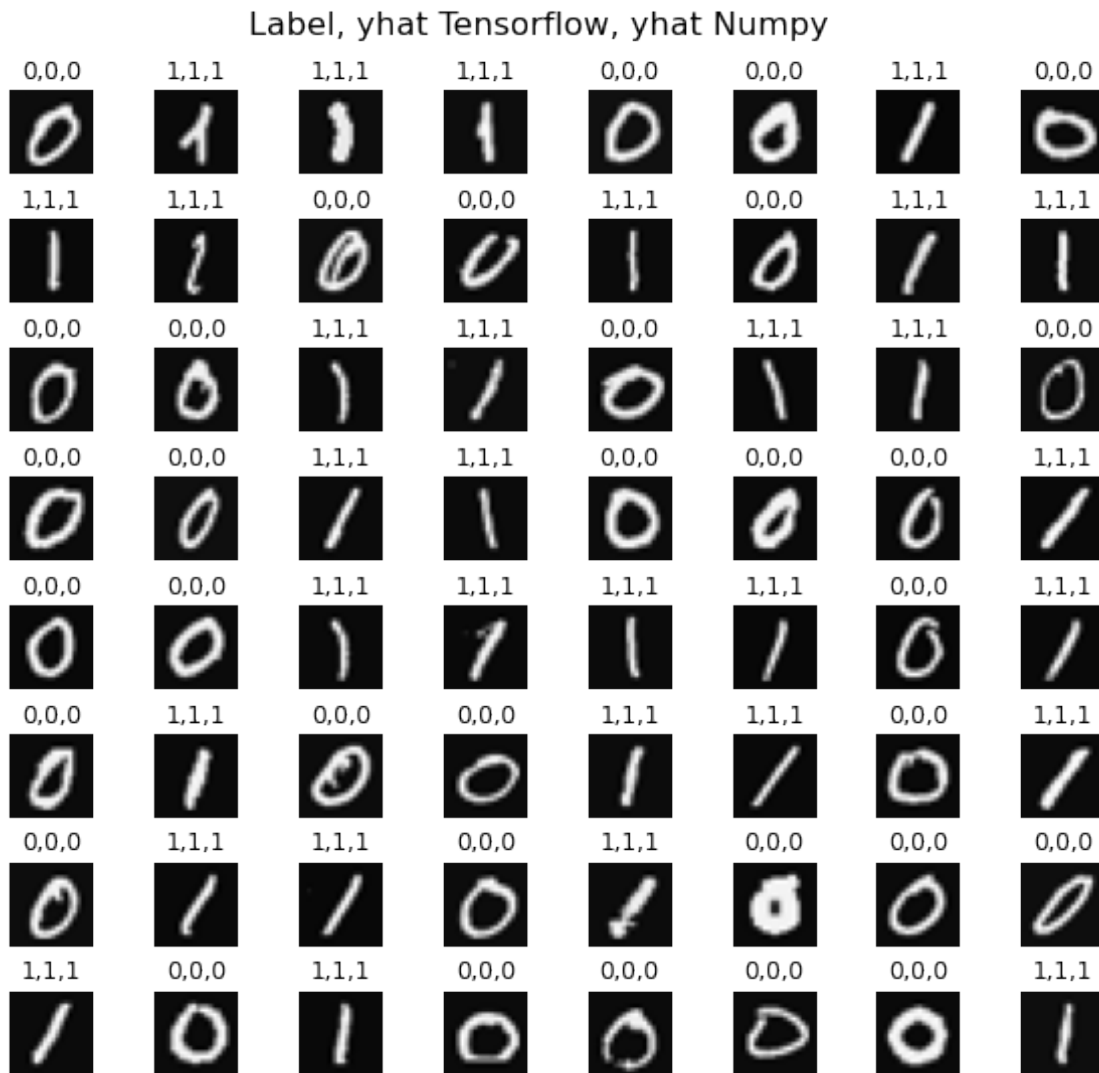 Label, yhat Tensorflow, yhat Numpy
0,0,0 1,1,1 1,1,1 1,1,1 0,0,0 0,0,0 1,1,1 0,0,0
1,1,1 1,1,1 0,0,0 0,0,0 1,1,1 0,0,0 1,1,1 1,1,1
0,0,0 0,0,0 1,1,1 1,1,1 0,0,0 1,1,1 1,1,1 0,0,0
0,0,0 0,0,0 1,1,1 1,1,1 0,0,0 0,0,0 0,0,0 1,1,1
0,0,0 0,0,0 1,1,1 1,1,1 1,1,1 1,1,1 0,0,0 1,1,1
0,0,0 1,1,1 0,0,0 0,0,0 1,1,1 1,1,1 0,0,0 1,1,1
0,0,0 1,1,1 1,1,1 0,0,0 1,1,1 0,0,0 0,0,0 0,0,0
1,1,1 0,0,0 1,1,1 0,0,0 0,0,0 0,0,0 0,0,0 1,1,1